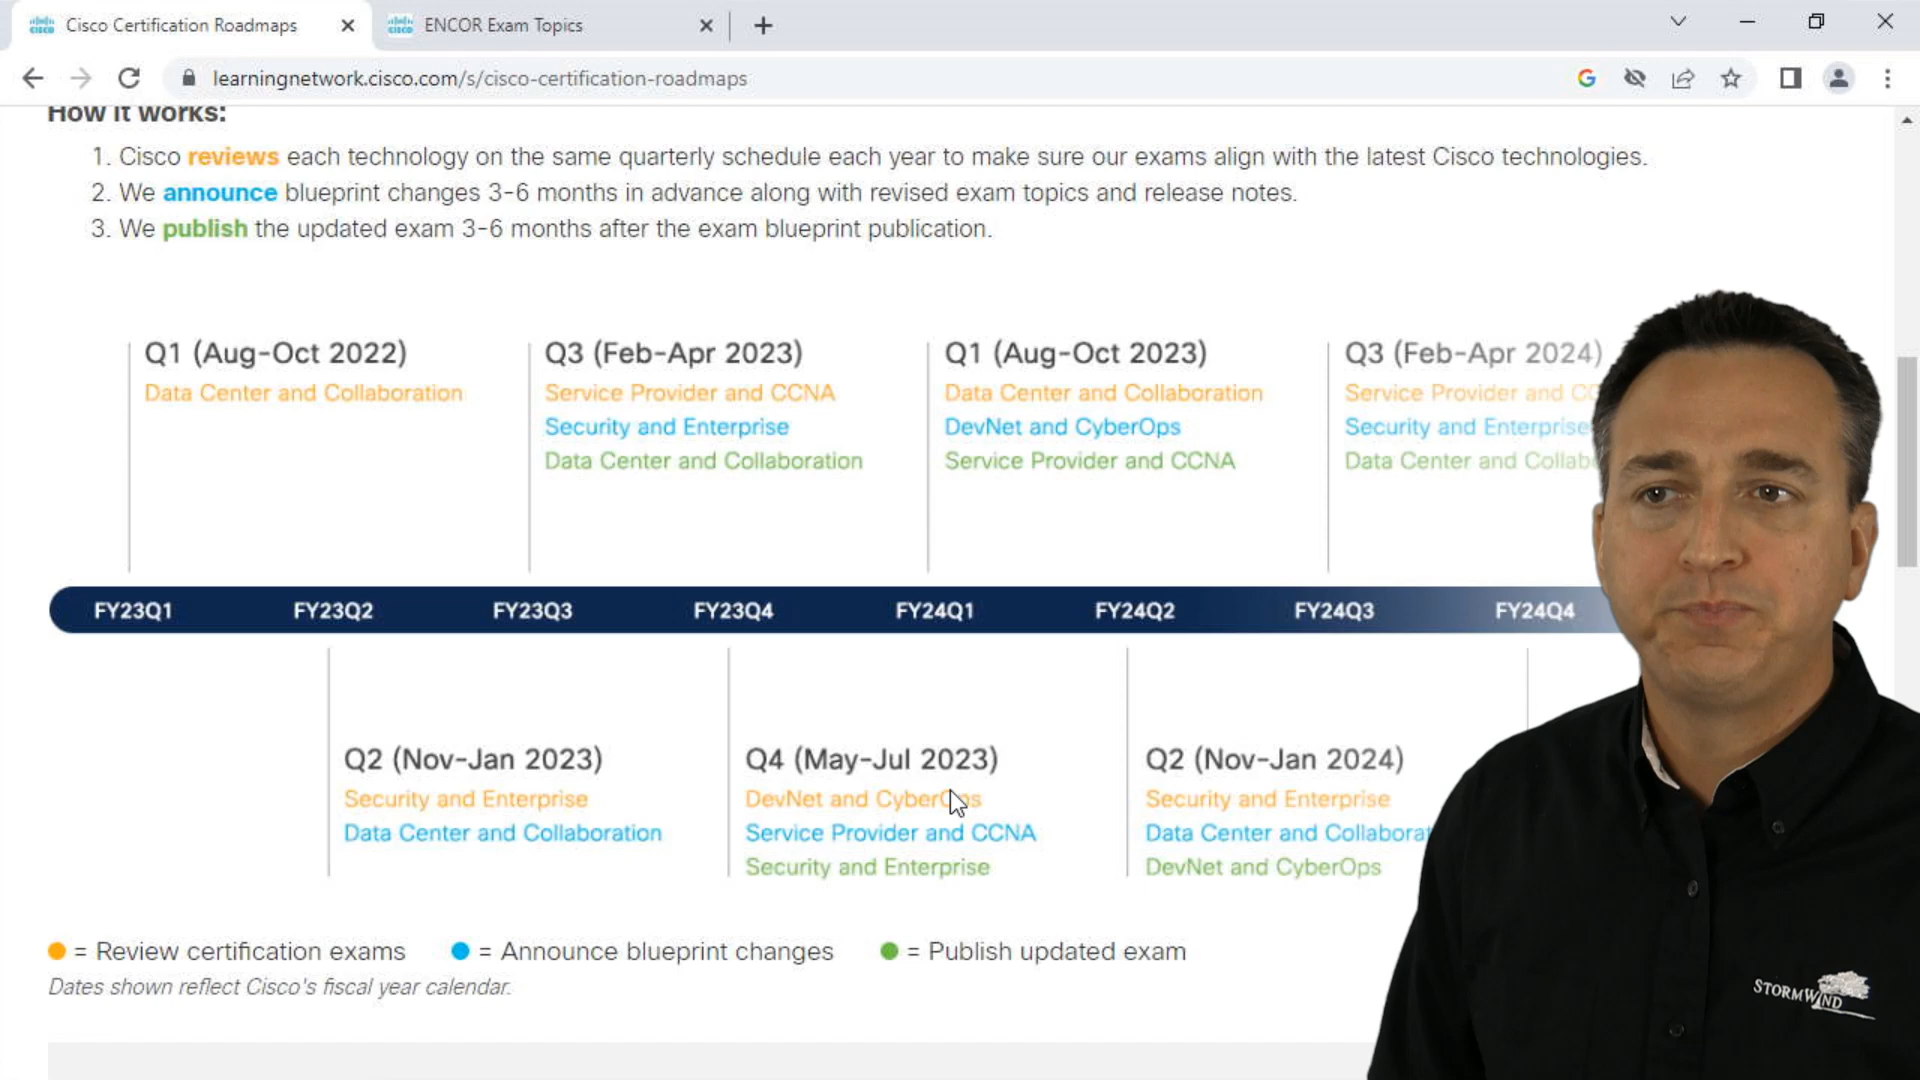 Cisco Certification Roadmaps
ENCOR Exam Topics
learningnetwork.cisco.com/s/cisco-certification-roadmaps
How it works:
1. Cisco reviews each technology on the same quarterly schedule each year to make sure our exams align with the latest Cisco technologies.
2. We announce blueprint changes 3-6 months in advance along with revised exam topics and release notes.
3. We publish the updated exam 3-6 months after the exam blueprint publication.
Q1 (Aug-Oct 2022)
Data Center and Collaboration
Q3 (Feb-Apr 2023)
Service Provider and CCNA
Security and Enterprise
Data Center and Collaboration
Q1 (Aug-Oct 2023)
Data Center and Collaboration
DevNet and CyberOps
Service Provider and CCNA
Q3 (Feb-Apr 2024)
Service Provider and CC
Security and Enterprise
Data Center and Collab
FY23Q1 FY23Q2 FY23Q3 FY23Q4 FY24Q1 FY24Q2 FY24Q3 FY24Q4
Q2 (Nov-Jan 2023)
Security and Enterprise
Data Center and Collaboration
Q4 (May-Jul 2023)
DevNet and CyberOps
Service Provider and CCNA
Security and Enterprise
Q2 (Nov-Jan 2024)
Security and Enterprise
Data Center and Collaborat
DevNet and CyberOps
= Review certification exams = Announce blueprint changes = Publish updated exam
Dates shown reflect Cisco's fiscal year calendar.
STORMWIND